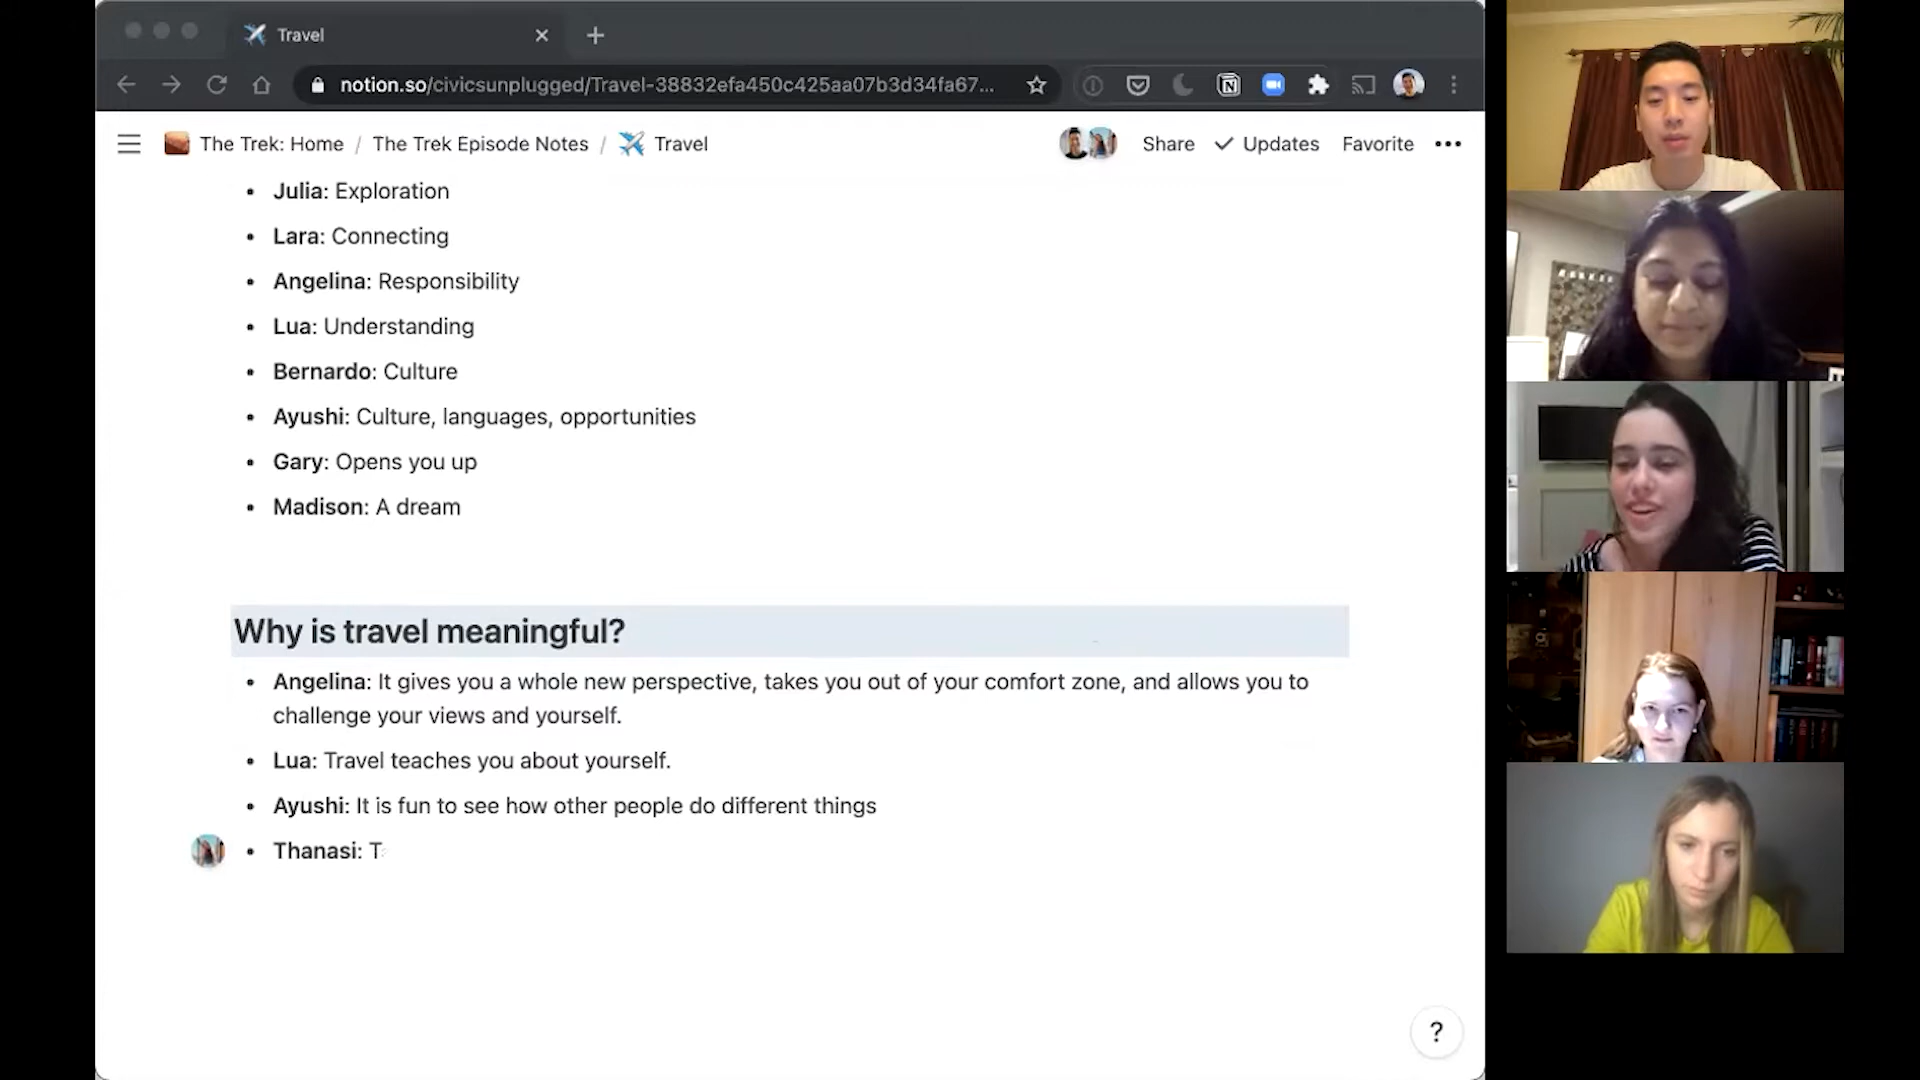 Travel
notion.so/civicsunplugged/Travel-38832efa450c425aa07b3d34fa67...
The Trek: Home / The Trek Episode Notes / Travel
Share Updates Favorite
Julia: Exploration
Lara: Connecting
Angelina: Responsibility
Lua: Understanding
Bernardo: Culture
Ayushi: Culture, languages, opportunities
Gary: Opens you up
Madison: A dream
Why is travel meaningful?
Angelina: It gives you a whole new perspective, takes you out of your comfort zone, and allows you to
challenge your views and yourself.
Lua: Travel teaches you about yourself.
Ayushi: It is fun to see how other people do different things
Thanasi: T
?